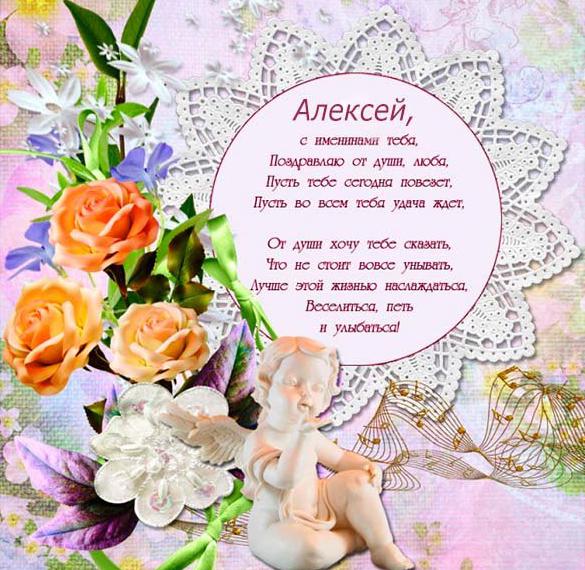 Алексей,
с именинами тебя,
Поздравляю от души, любя,
Пусть тебе сегодня повезет,
Пусть во всем тебя удача ждет,
От души хочу тебе сказать,
Что не стоит вовсе унывать,
Лучше этой жизнью наслаждаться,
Веселиться, петь
и улыбаться!